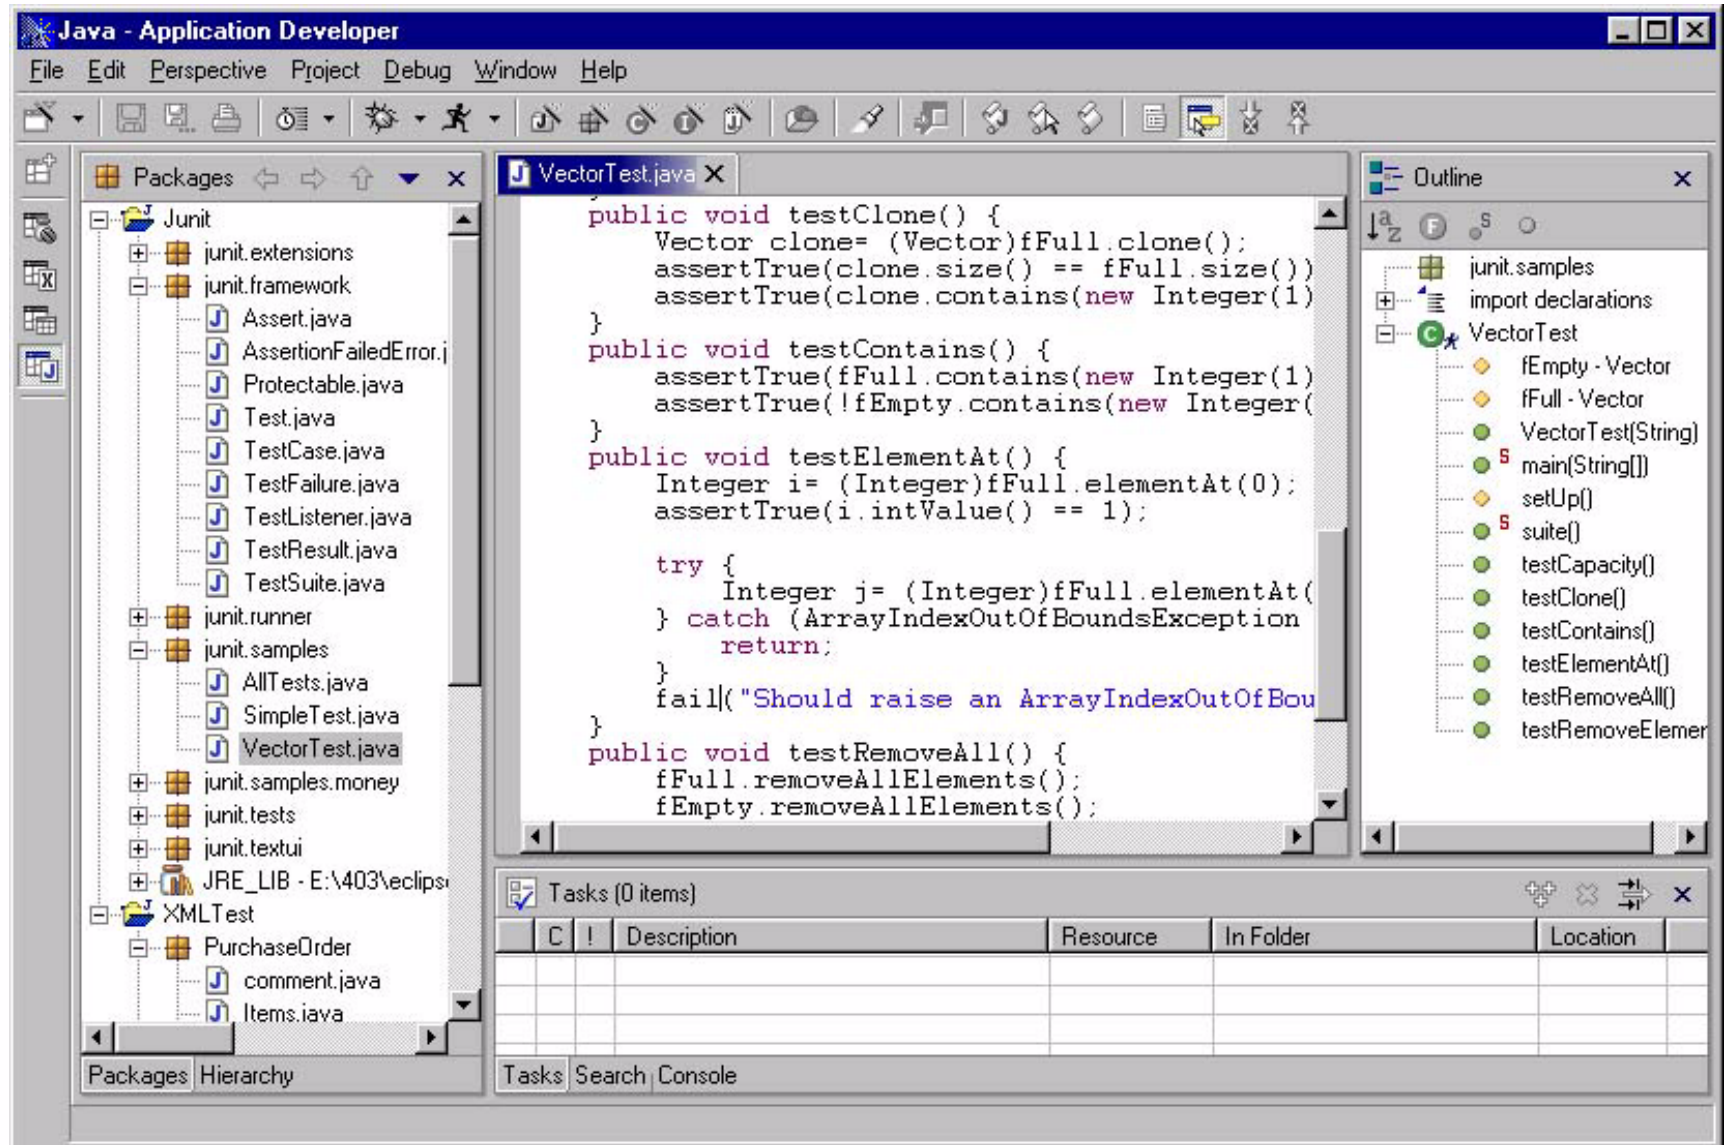 Java - Application Developer
File Edit Perspective Project Debug Window Help
Packages
Junit
junit.extensions
junit.framework
Assert.java
AssertionFailedError.j
Protectable.java
Test.java
TestCase.java
TestFailure.java
TestListener.java
TestResult.java
TestSuite.java
junit.runner
junit.samples
AllTests.java
SimpleTest.java
VectorTest.java
junit.samples.money
junit.tests
junit.textui
JRE_LIB - E:\403\eclips
XMLTest
PurchaseOrder
comment.java
Items.java
Packages Hierarchy
VectorTest.java
}
public void testClone() {
Vector clone= (Vector)fFull.clone();
assertTrue(clone.size() == fFull.size())
assertTrue(clone.contains(new Integer(1)
}
public void testContains() {
assertTrue(fFull.contains(new Integer(1)
assertTrue(!fEmpty.contains(new Integer(
}
public void testElementAt() {
Integer i= (Integer)fFull.elementAt(0);
assertTrue(i.intValue() == 1);
try {
Integer j= (Integer)fFull.elementAt(
} catch (ArrayIndexOutOfBoundsException
return;
}
fail("Should raise an ArrayIndexOutOfBou
}
public void testRemoveAll() {
fFull.removeAllElements();
fEmpty.removeAllElements();
Outline
junit.samples
import declarations
VectorTest
fEmpty - Vector
fFull - Vector
VectorTest(String)
main(String[])
setUp()
suite()
testCapacity()
testClone()
testContains()
testElementAt()
testRemoveAll()
testRemoveElemer
Tasks (0 items)
C ! Description Resource In Folder Location
Tasks Search Console